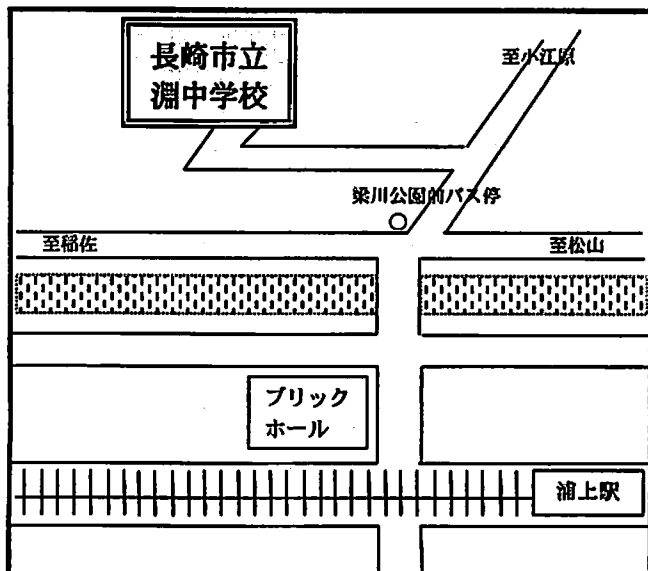 長崎市立
淵中学校
至小江原
梁川公園前バス停
至稲佐
至松山
ブリック
ホール
浦上駅